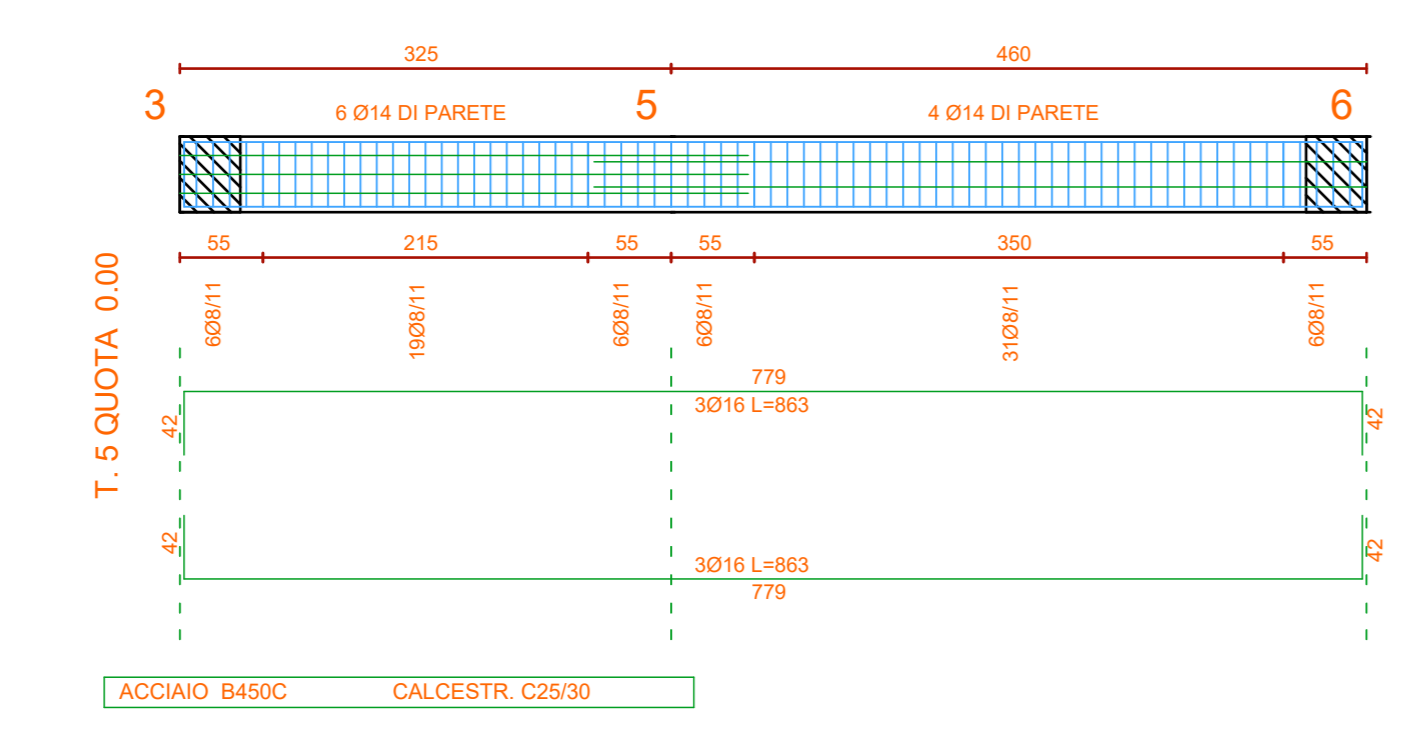 325 460
3 6 Ø14 DI PARETE 5 4 Ø14 DI PARETE 6
55 215 55 55 350 55
6Ø8/11 19Ø8/11 6Ø8/11 6Ø8/11 31Ø8/11 6Ø8/11
T. 5 QUOTA 0.00
779
3Ø16 L=863
42 42
42 42
3Ø16 L=863
779
ACCIAIO B450C CALCESTR. C25/30